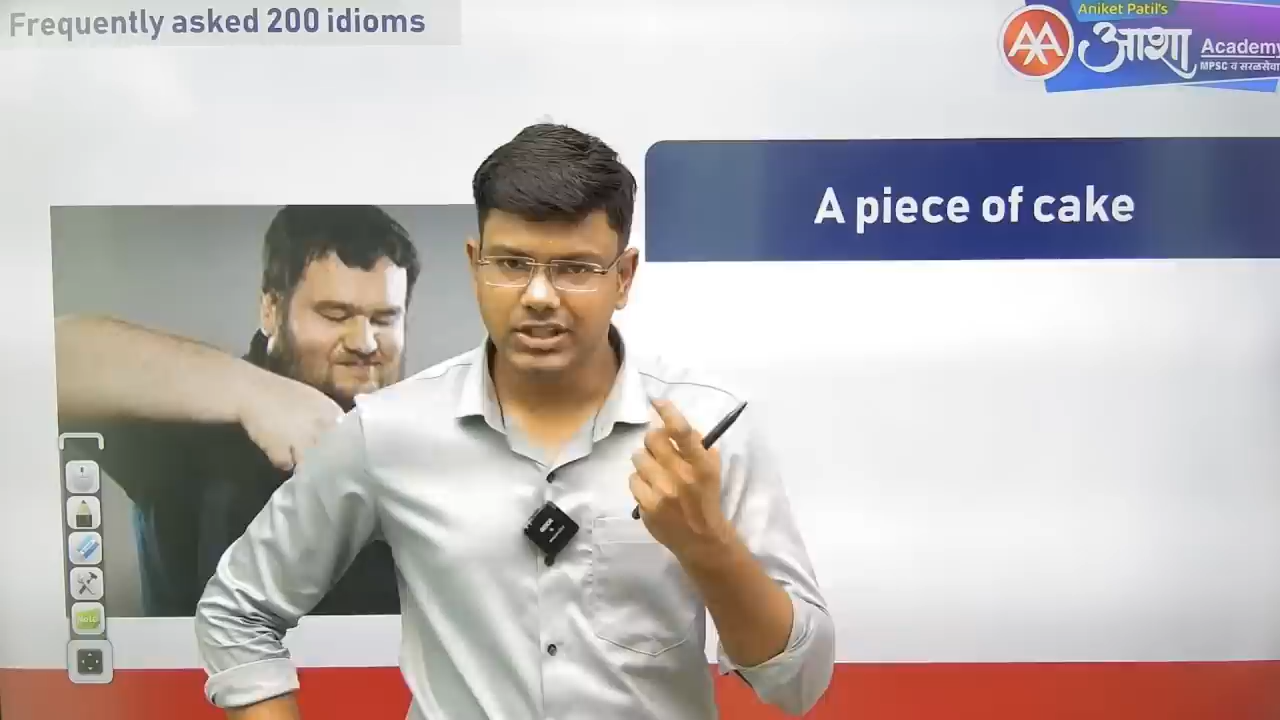 Frequently asked 200 idioms
Aniket Patil's
आशा
Academy
MPSC व सरळसेवा
A piece of cake